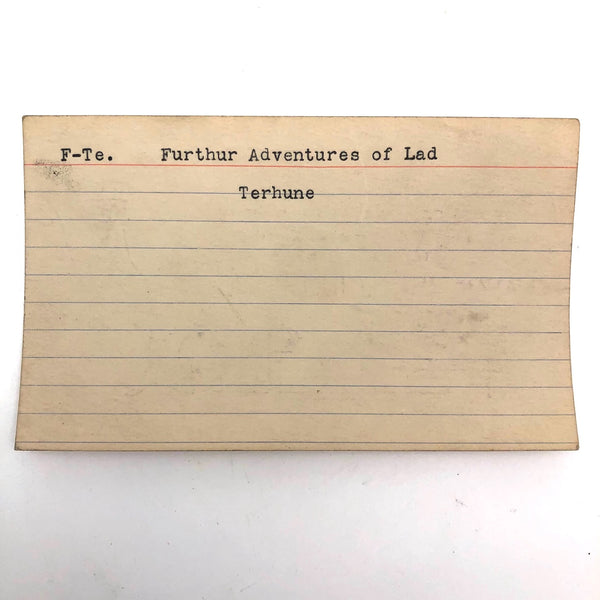 F-Te. Furthur Adventures of Lad
Terhune